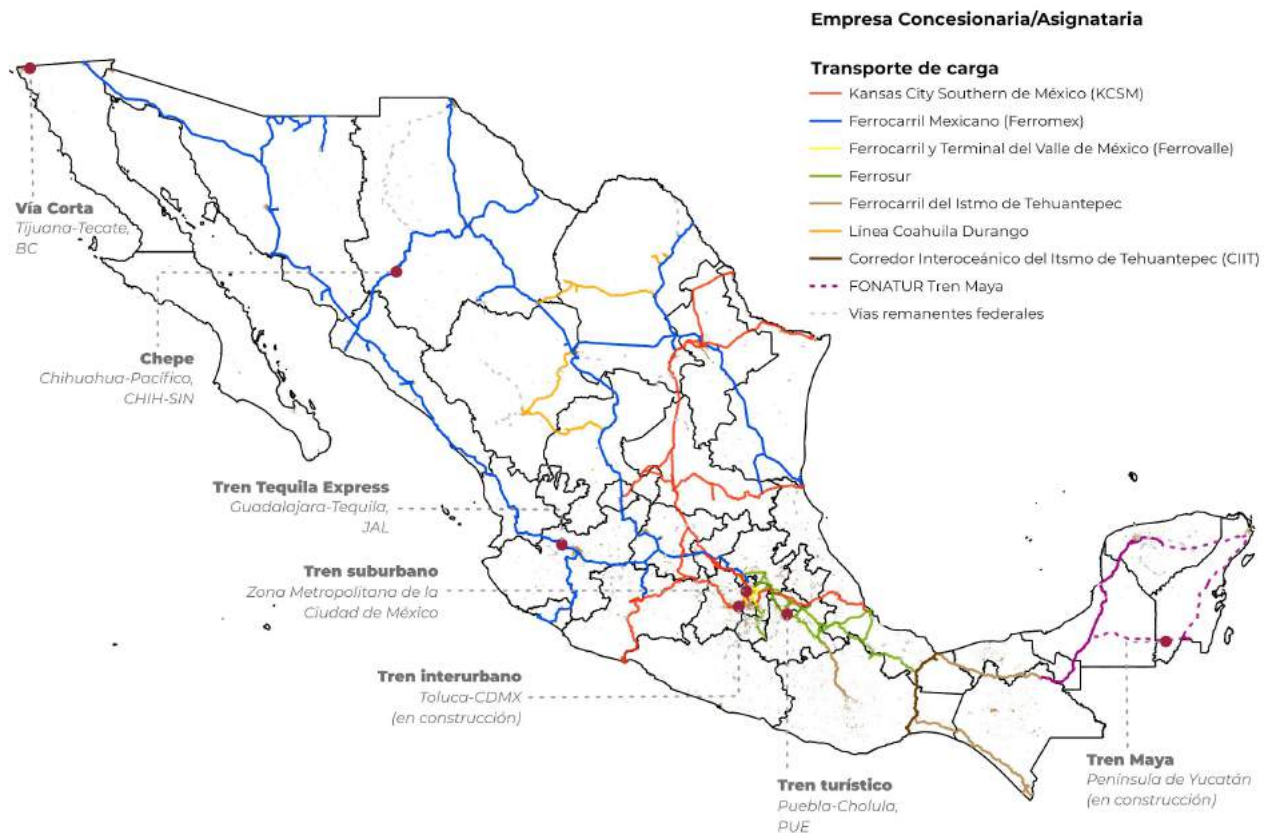 Empresa Concesionaria/Asignataria
Transporte de carga
Kansas City Southern de México (KCSM)
Ferrocarril Mexicano (Ferromex)
Ferrocarril y Terminal del Valle de México (Ferrovalle)
Ferrosur
Ferrocarril del Istmo de Tehuantepec
Línea Coahuila Durango
Corredor Interoceánico del Itsmo de Tehuantepec (CIIT)
FONATUR Tren Maya
Vías remanentes federales
Vía Corta
Tijuana-Tecate,
BC
Chepe
Chihuahua-Pacífico,
CHIH-SIN
Tren Tequila Express
Guadalajara-Tequila,
JAL
Tren suburbano
Zona Metropolitana de la
Ciudad de México
Tren interurbano
Toluca-CDMX
(en construcción)
Tren turístico
Puebla-Cholula,
PUE
Tren Maya
Península de Yucatán
(en construcción)